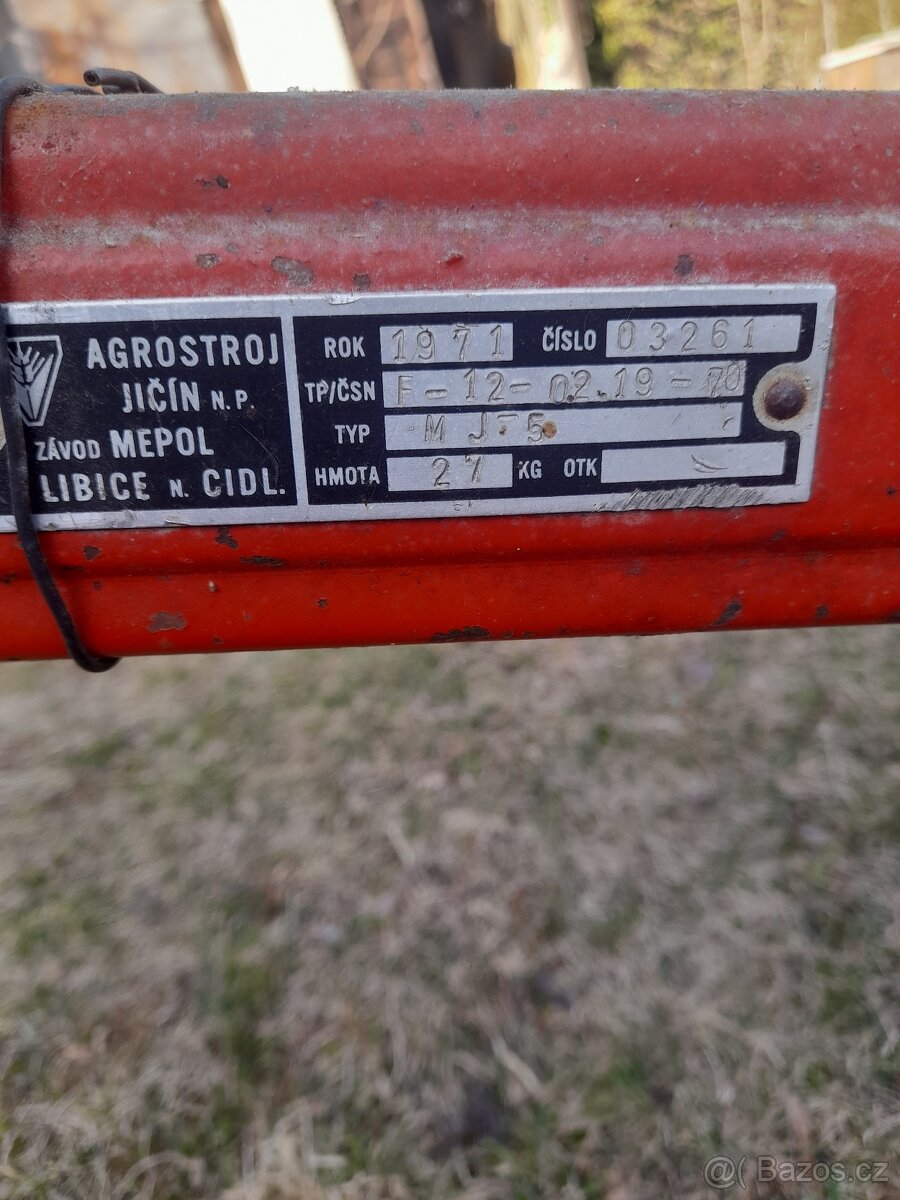 AGROSTROJ
JIČÍN N.P.
ZÁVOD MEPOL
LIBICE N. CIDL.
ROK 1971 ČÍSLO 03261
TP/ČSN F-12-02.19-70
TYP MJ-5
HMOTA 27 KG OTK
@( Bazos.cz